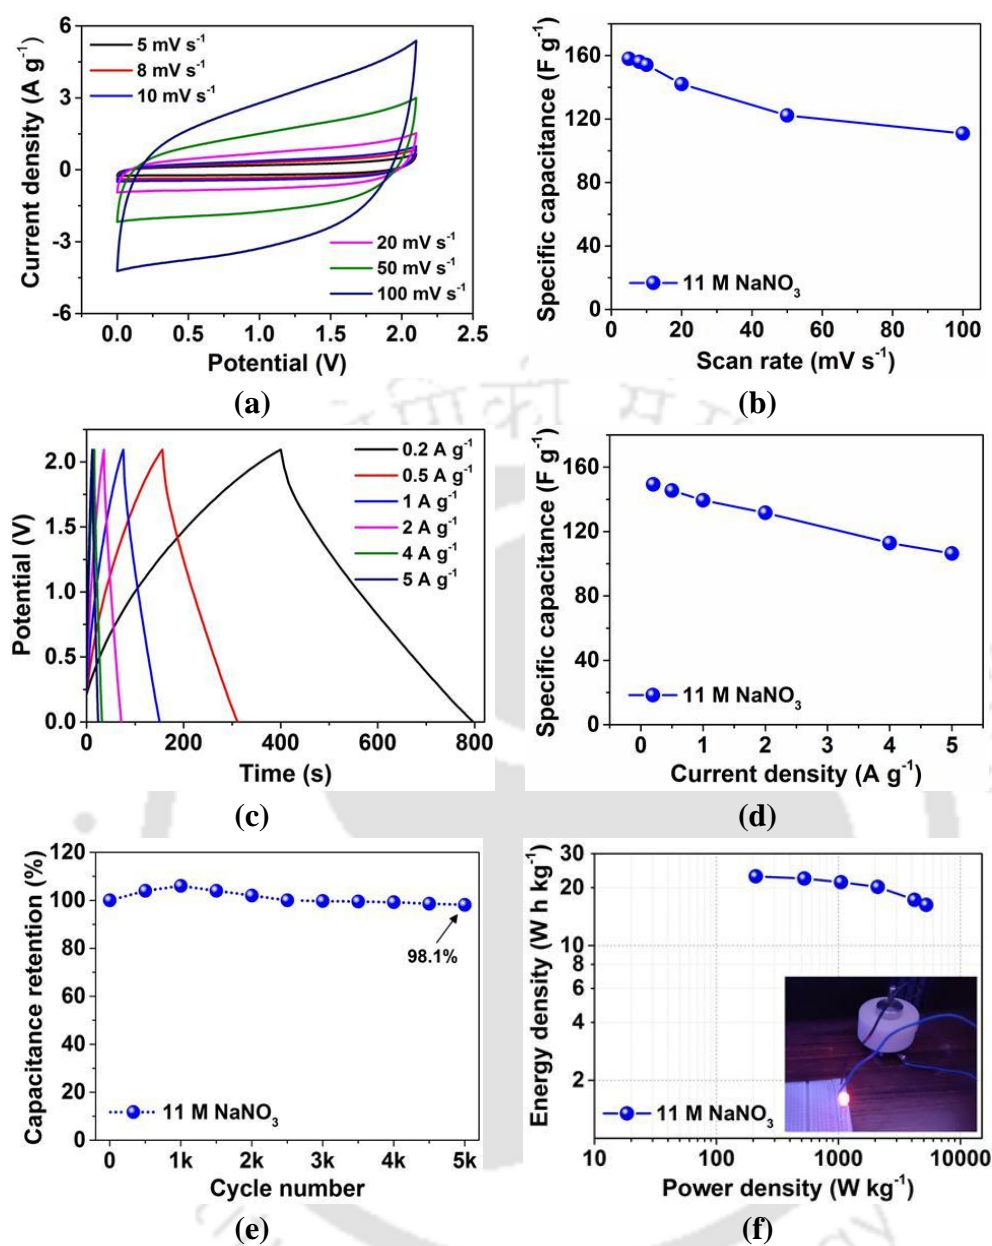 6
3
0
-3
-6
Current density (A g⁻¹)
5 mV s⁻¹
8 mV s⁻¹
10 mV s⁻¹
20 mV s⁻¹
50 mV s⁻¹
100 mV s⁻¹
0.0 0.5 1.0 1.5 2.0 2.5
Potential (V)
(a)
160
120
80
40
0
Specific capacitance (F g⁻¹)
11 M NaNO₃
0 20 40 60 80 100
Scan rate (mV s⁻¹)
(b)
2.0
1.5
1.0
0.5
0.0
Potential (V)
0.2 A g⁻¹
0.5 A g⁻¹
1 A g⁻¹
2 A g⁻¹
4 A g⁻¹
5 A g⁻¹
0 200 400 600 800
Time (s)
(c)
160
120
80
40
0
Specific capacitance (F g⁻¹)
11 M NaNO₃
0 1 2 3 4 5
Current density (A g⁻¹)
(d)
120
100
80
60
40
20
0
Capacitance retention (%)
98.1%
11 M NaNO₃
0 1k 2k 3k 4k 5k
Cycle number
(e)
30
20
10
8
6
4
2
Energy density (W h kg⁻¹)
11 M NaNO₃
10 100 1000 10000
Power density (W kg⁻¹)
(f)